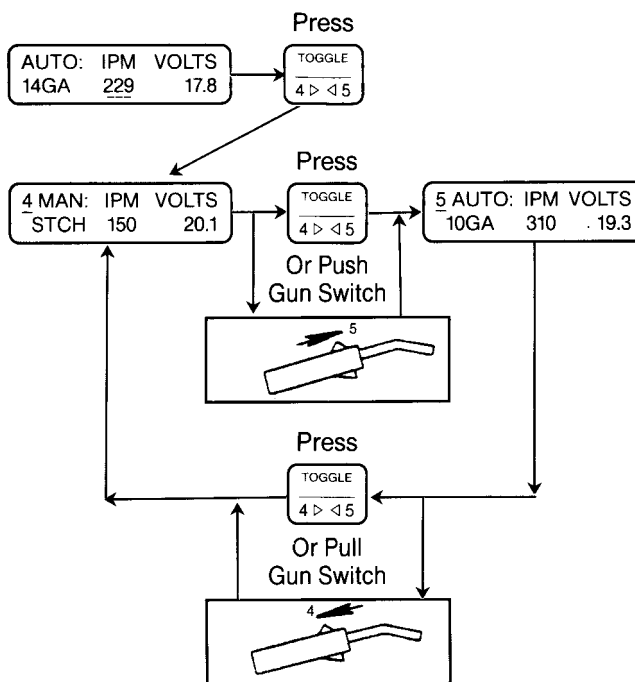 Press
AUTO: IPM VOLTS
14GA 229 17.8
TOGGLE
4 ▷ ◁ 5
Press
4 MAN: IPM VOLTS
STCH 150 20.1
TOGGLE
4 ▷ ◁ 5
5 AUTO: IPM VOLTS
10GA 310 19.3
Or Push
Gun Switch
5
Press
TOGGLE
4 ▷ ◁ 5
Or Pull
Gun Switch
4